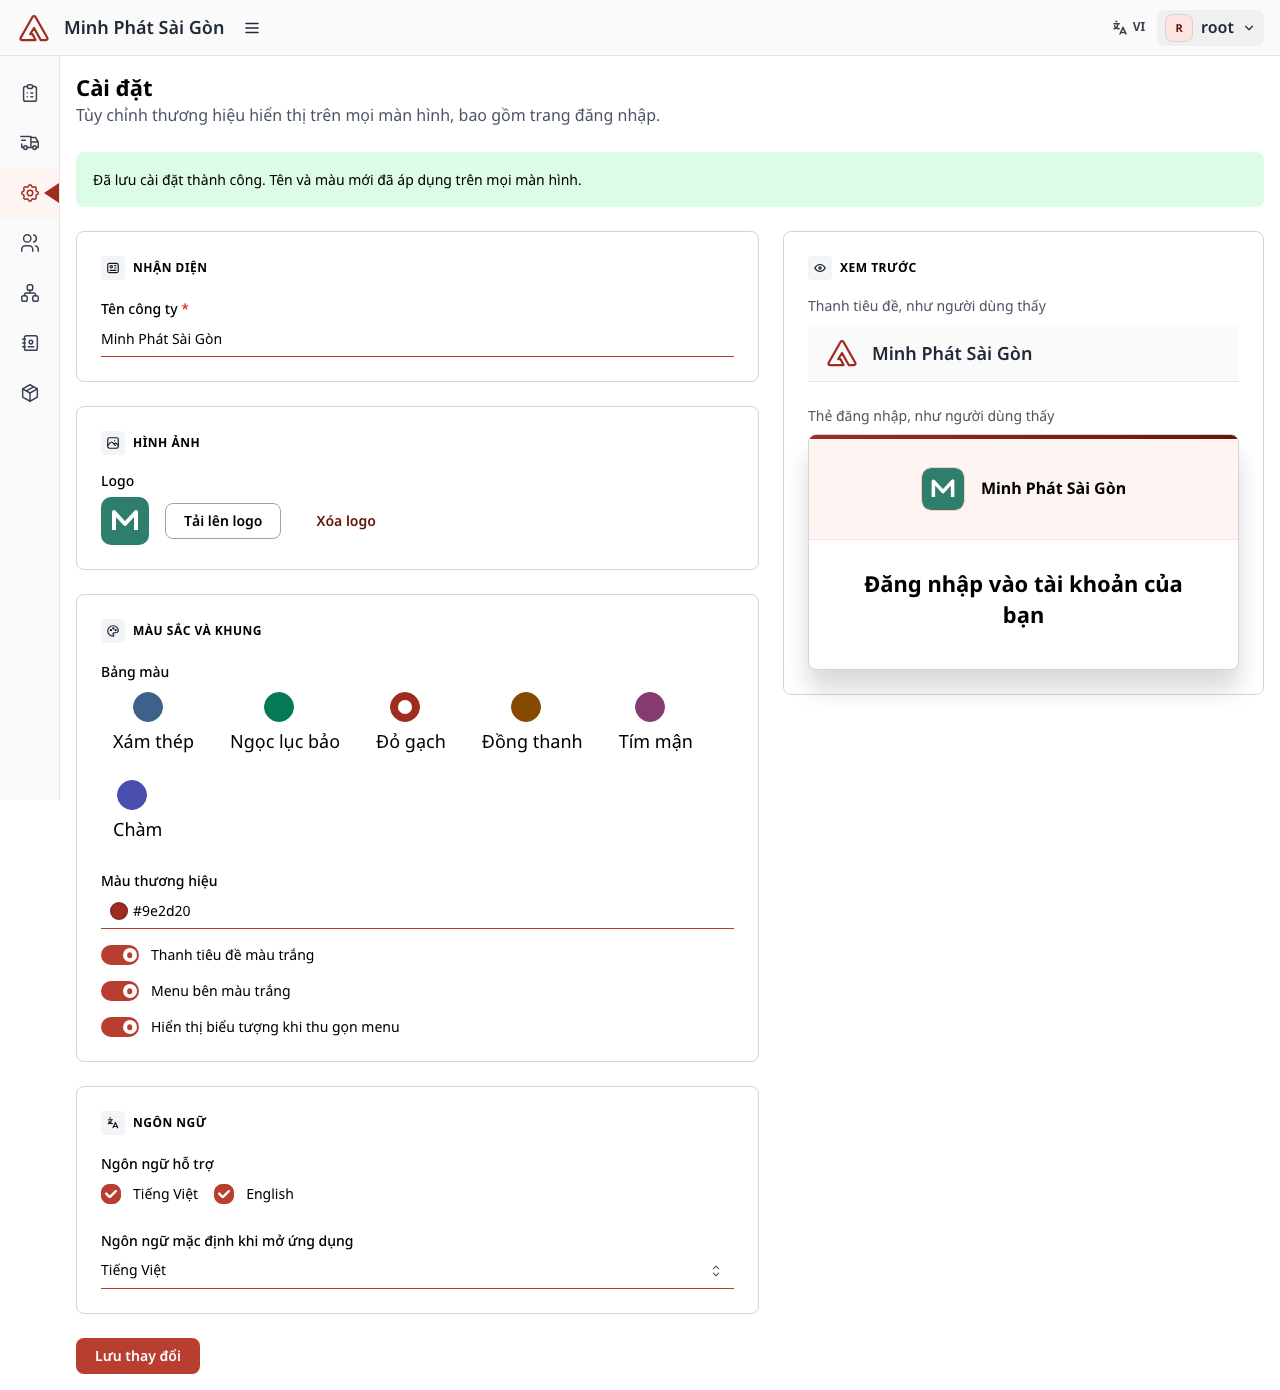 Minh Phát Sài Gòn
VI
R
root
Cài đặt
Tùy chỉnh thương hiệu hiển thị trên mọi màn hình, bao gồm trang đăng nhập.
Đã lưu cài đặt thành công. Tên và màu mới đã áp dụng trên mọi màn hình.
NHẬN DIỆN
Tên công ty *
Minh Phát Sài Gòn
HÌNH ẢNH
Logo
M
Tải lên logo
Xóa logo
MÀU SẮC VÀ KHUNG
Bảng màu
Xám thép
Ngọc lục bảo
Đỏ gạch
Đồng thanh
Tím mận
Chàm
Màu thương hiệu
#9e2d20
Thanh tiêu đề màu trắng
Menu bên màu trắng
Hiển thị biểu tượng khi thu gọn menu
NGÔN NGỮ
Ngôn ngữ hỗ trợ
Tiếng Việt
English
Ngôn ngữ mặc định khi mở ứng dụng
Tiếng Việt
Lưu thay đổi
XEM TRƯỚC
Thanh tiêu đề, như người dùng thấy
Minh Phát Sài Gòn
Thẻ đăng nhập, như người dùng thấy
M
Minh Phát Sài Gòn
Đăng nhập vào tài khoản của
bạn